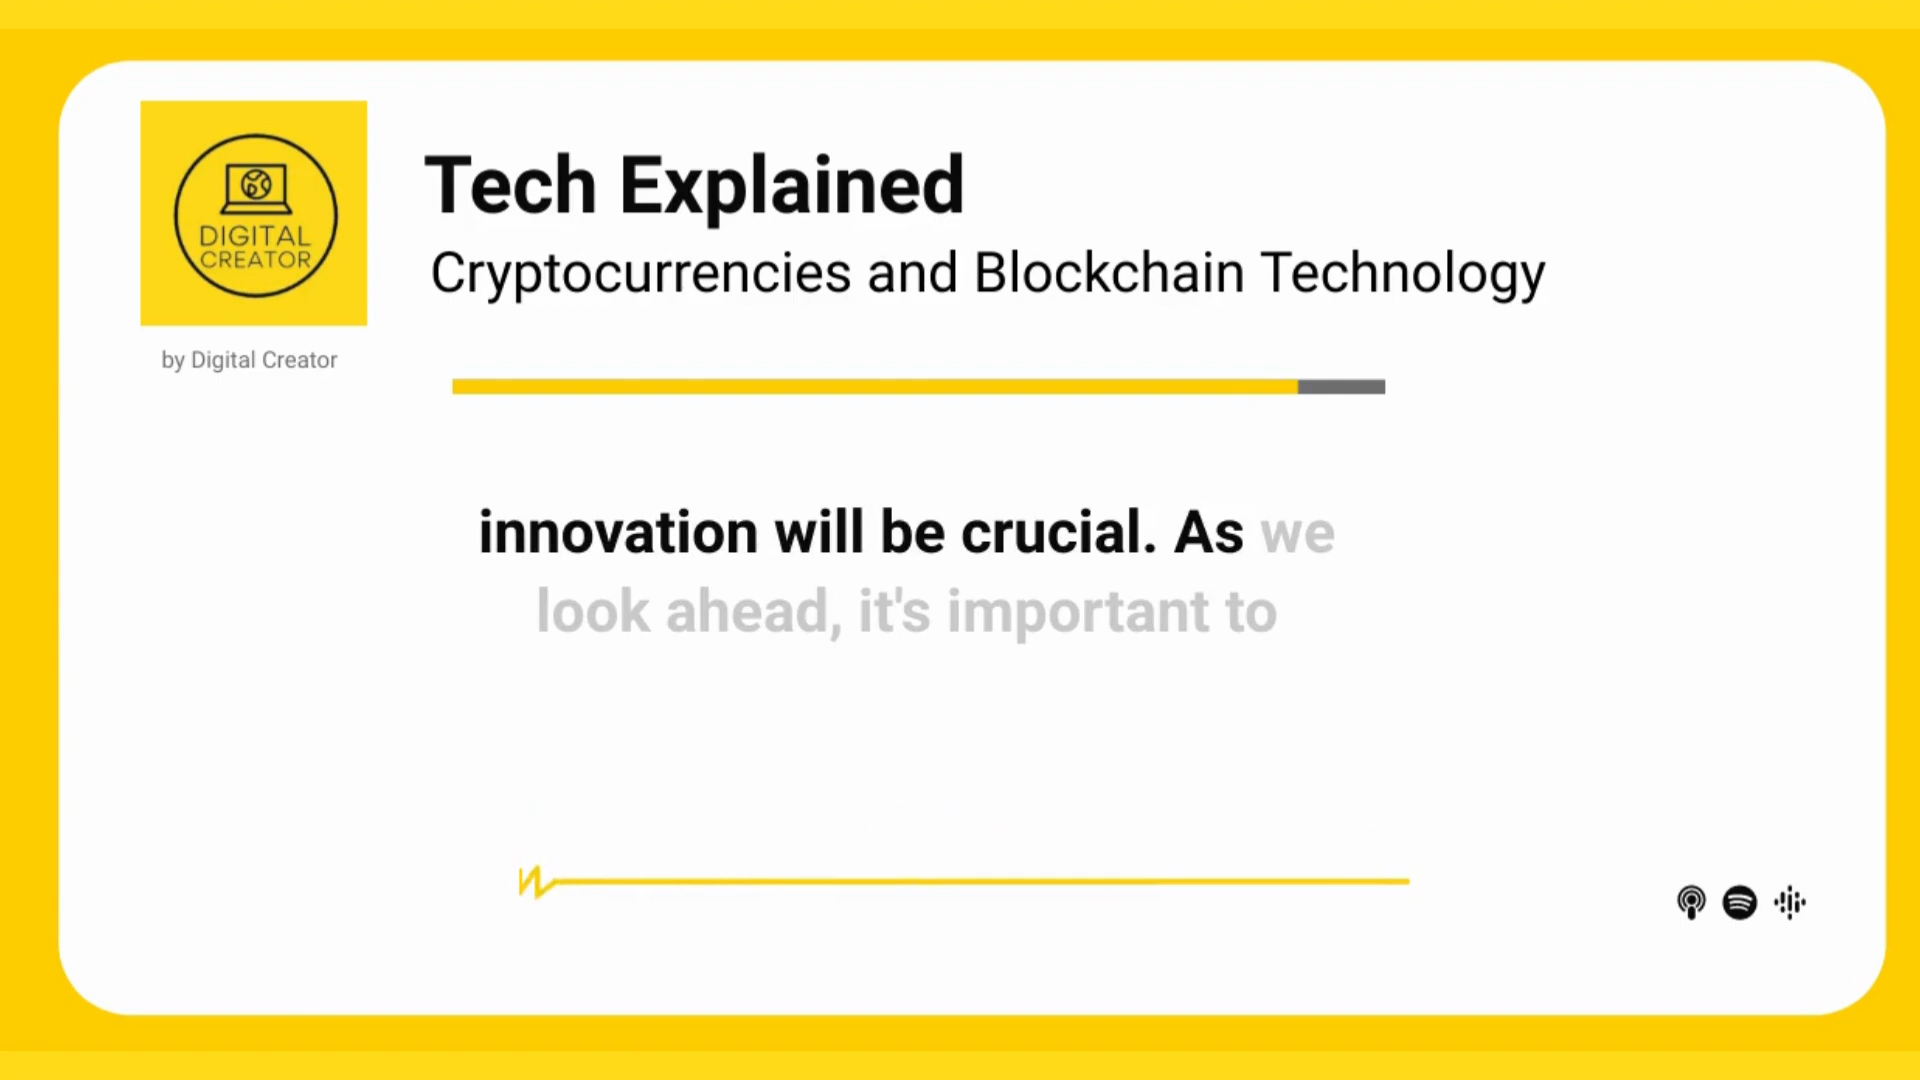 DIGITAL
CREATOR
by Digital Creator
Tech Explained
Cryptocurrencies and Blockchain Technology
innovation will be crucial. As we
look ahead, it's important to